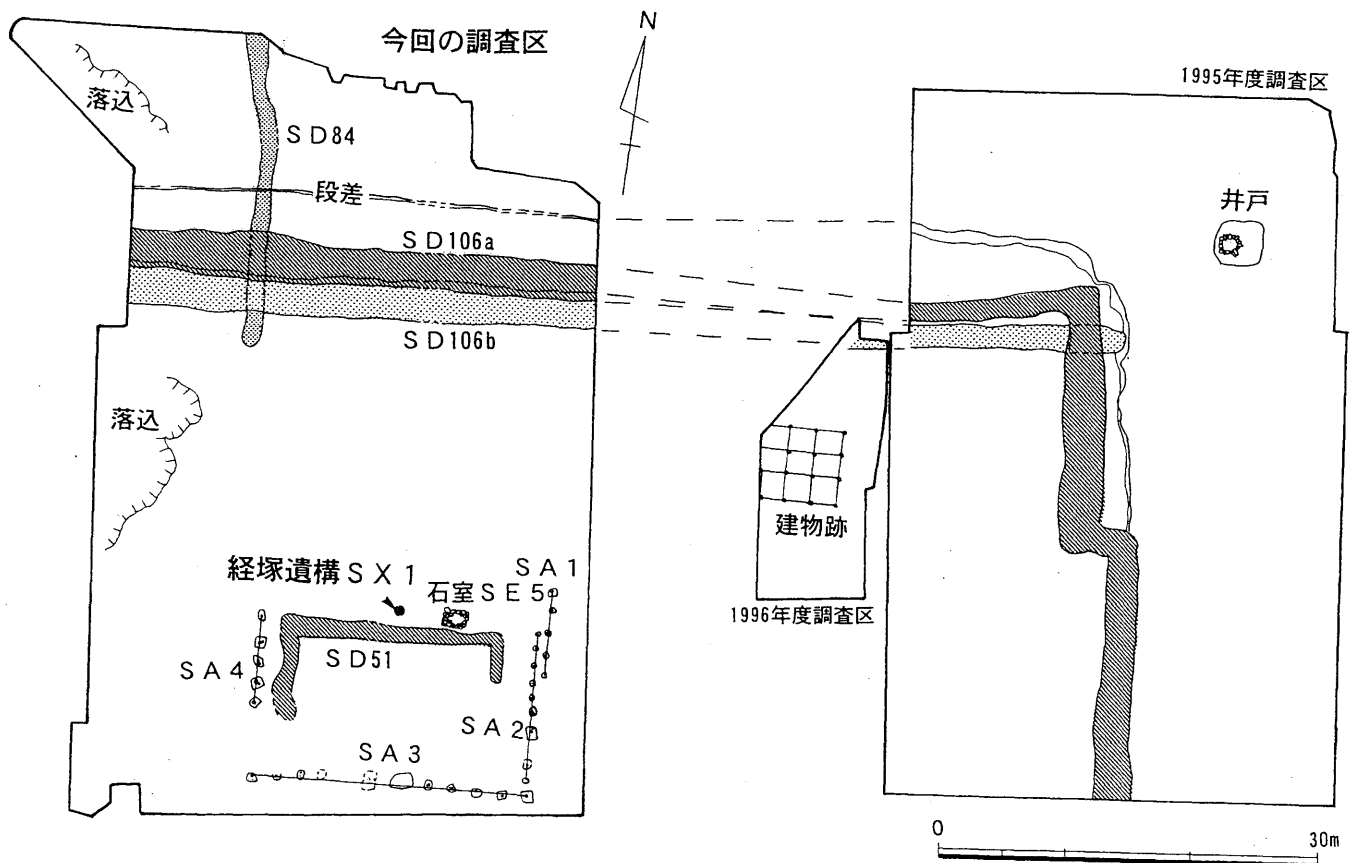 今回の調査区
N
1995年度調査区
落込
SD84
段差
井戸
SD106a
SD106b
落込
建物跡
経塚遺構SX1
石室SE5
SA1
1996年度調査区
SD51
SA4
SA2
SA3
0
30m